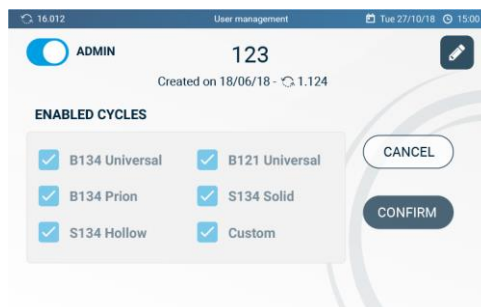 16.012 User management Tue 27/10/18 15:00
ADMIN 123
Created on 18/06/18 - 1.124
ENABLED CYCLES
B134 Universal B121 Universal
CANCEL
B134 Prion S134 Solid
CONFIRM
S134 Hollow Custom